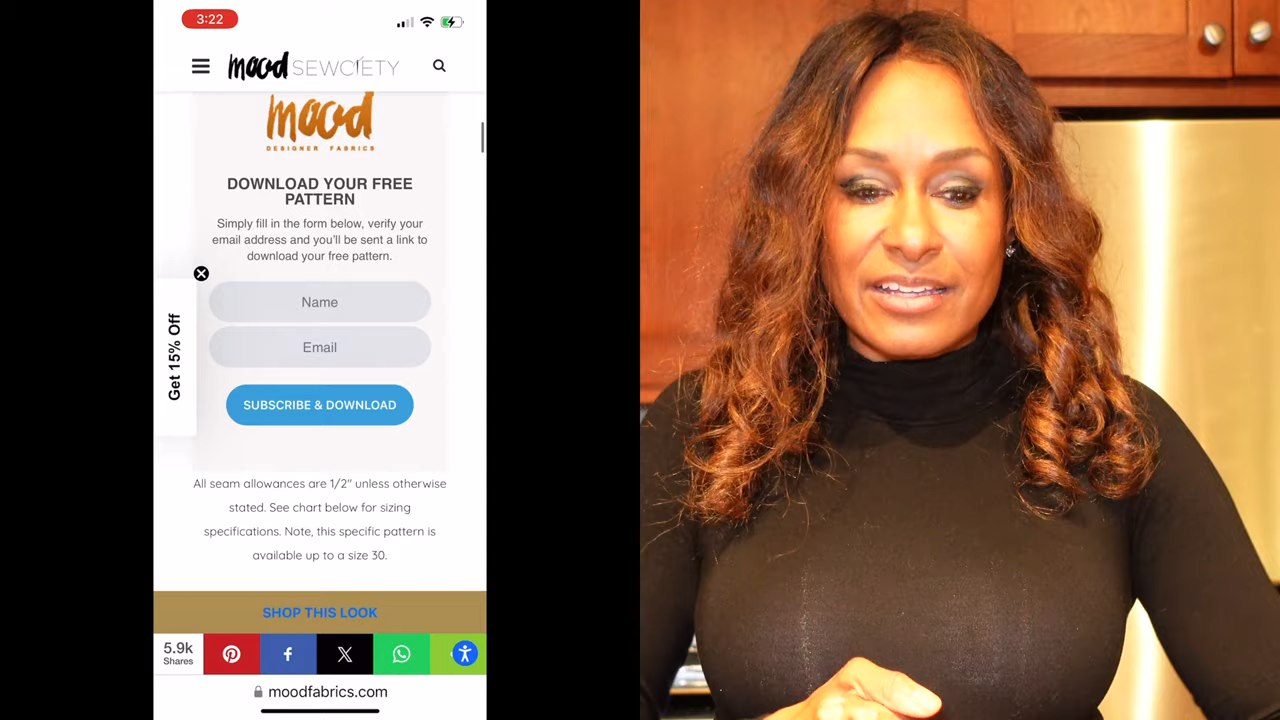 3:22
mood SEWCIETY
mood
DESIGNER FABRICS
DOWNLOAD YOUR FREE
PATTERN
Simply fill in the form below, verify your
email address and you'll be sent a link to
download your free pattern.
Name
Email
Get 15% Off
SUBSCRIBE & DOWNLOAD
All seam allowances are 1/2" unless otherwise
stated. See chart below for sizing
specifications. Note, this specific pattern is
available up to a size 30.
SHOP THIS LOOK
5.9k
Shares
moodfabrics.com